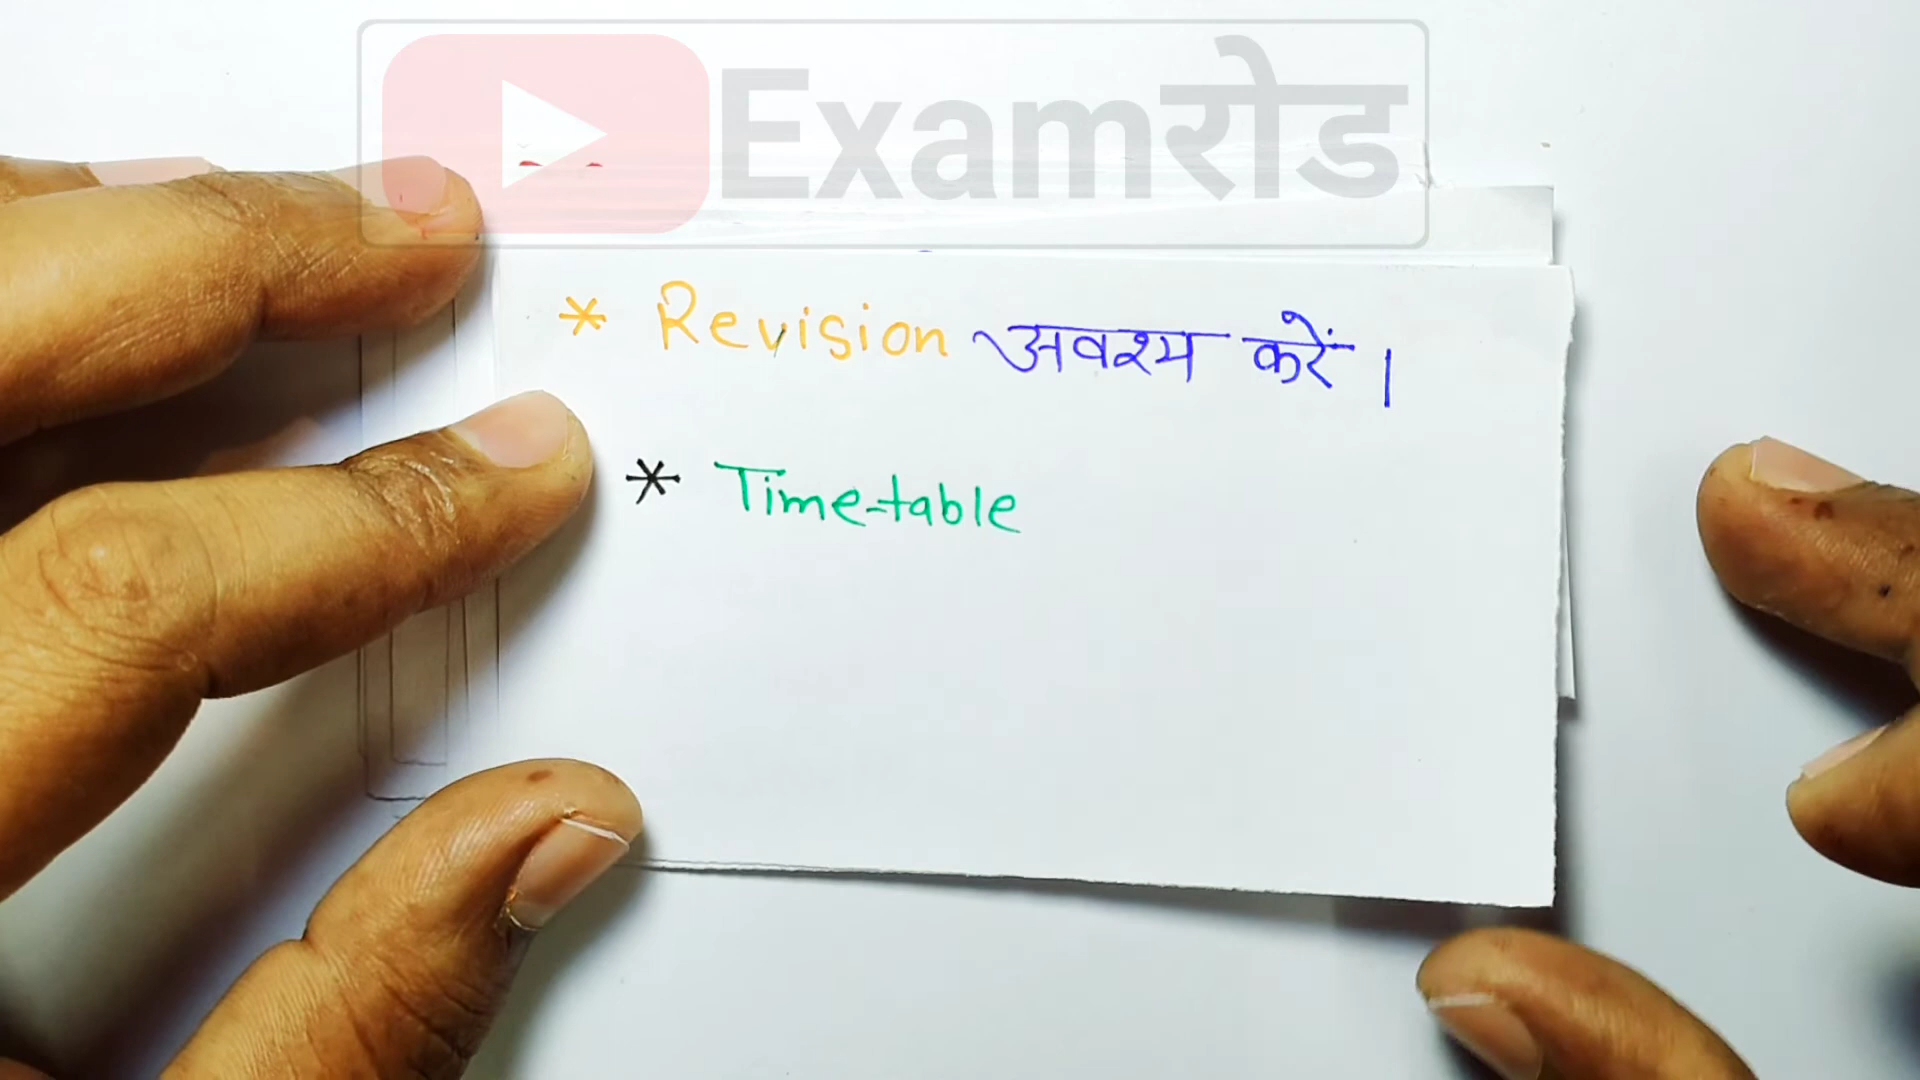 Examरोड
* Revision अवश्य करें ।
* Time-table